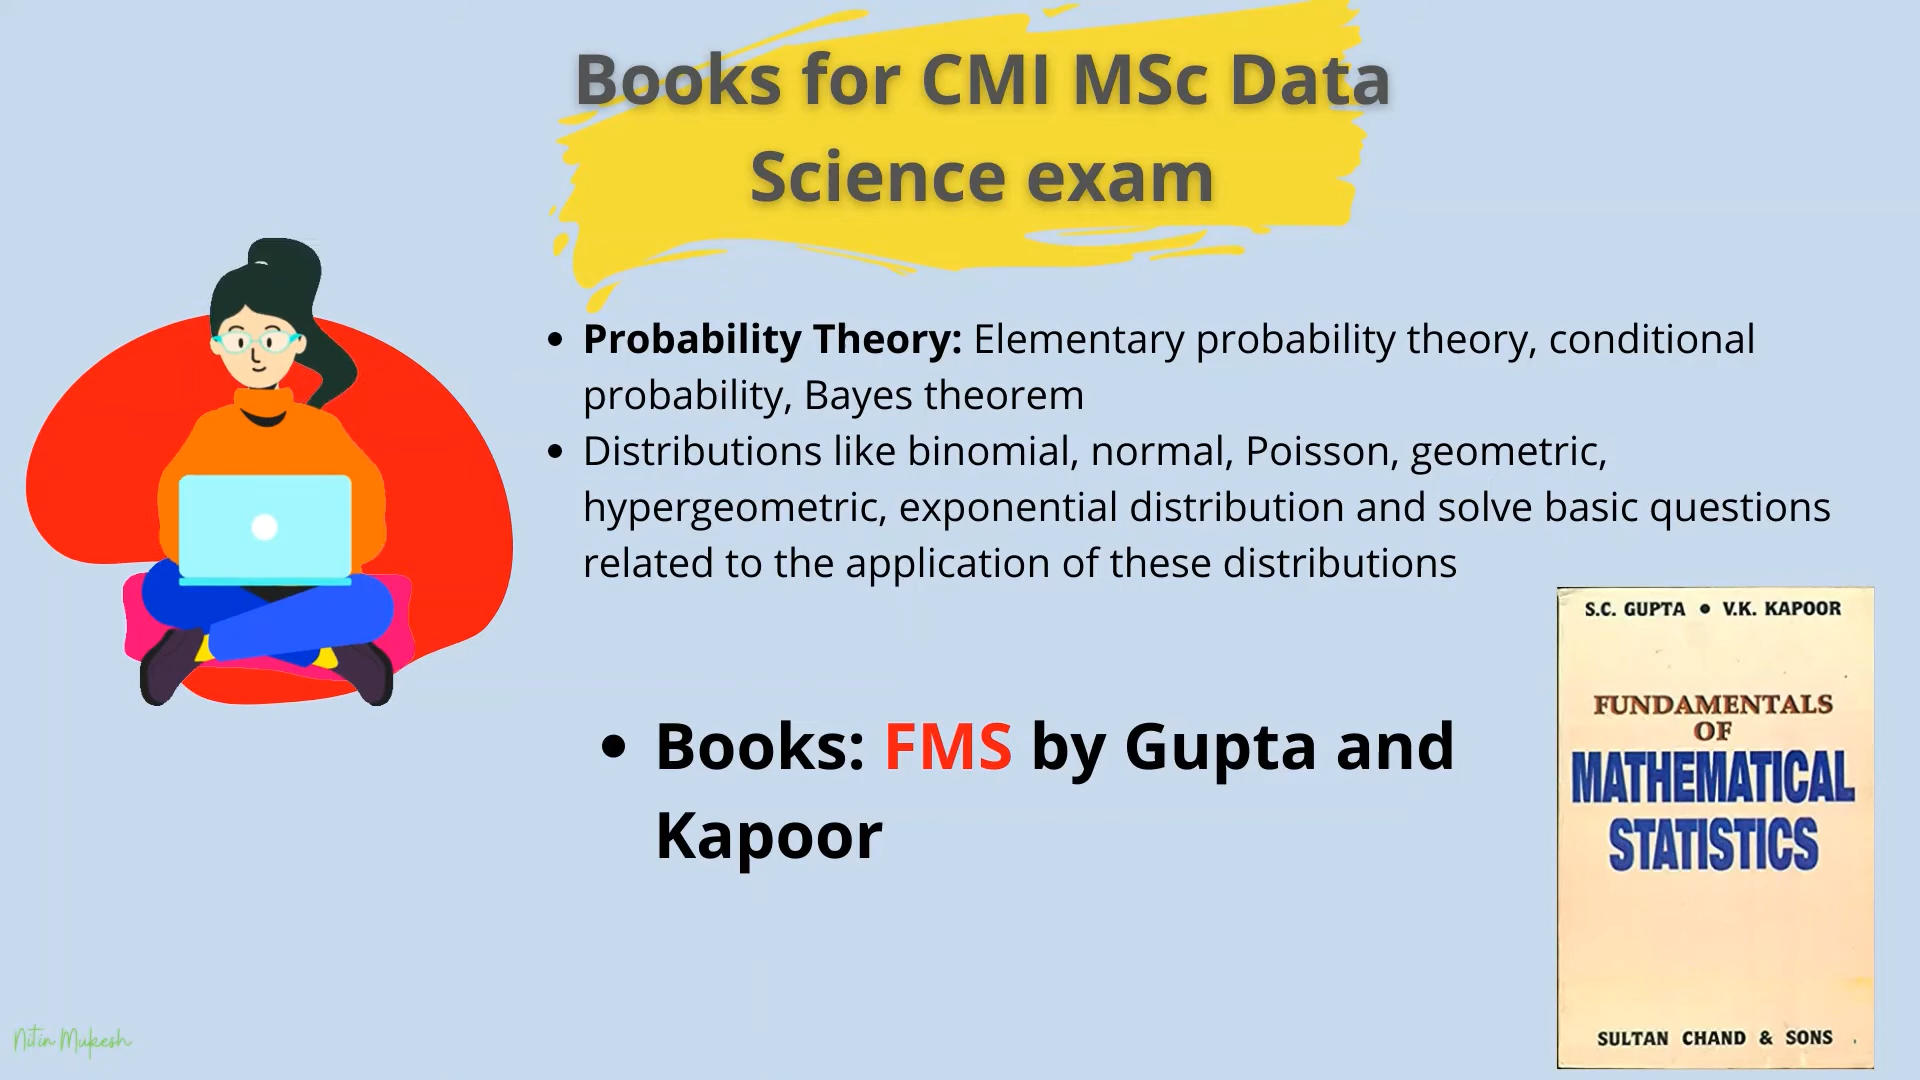 Books for CMI MSc Data
Science exam
• Probability Theory: Elementary probability theory, conditional
probability, Bayes theorem
• Distributions like binomial, normal, Poisson, geometric,
hypergeometric, exponential distribution and solve basic questions
related to the application of these distributions
• Books: FMS by Gupta and
Kapoor
S.C. GUPTA • V.K. KAPOOR
FUNDAMENTALS
OF
MATHEMATICAL
STATISTICS
SULTAN CHAND & SONS
Nitin Mukesh